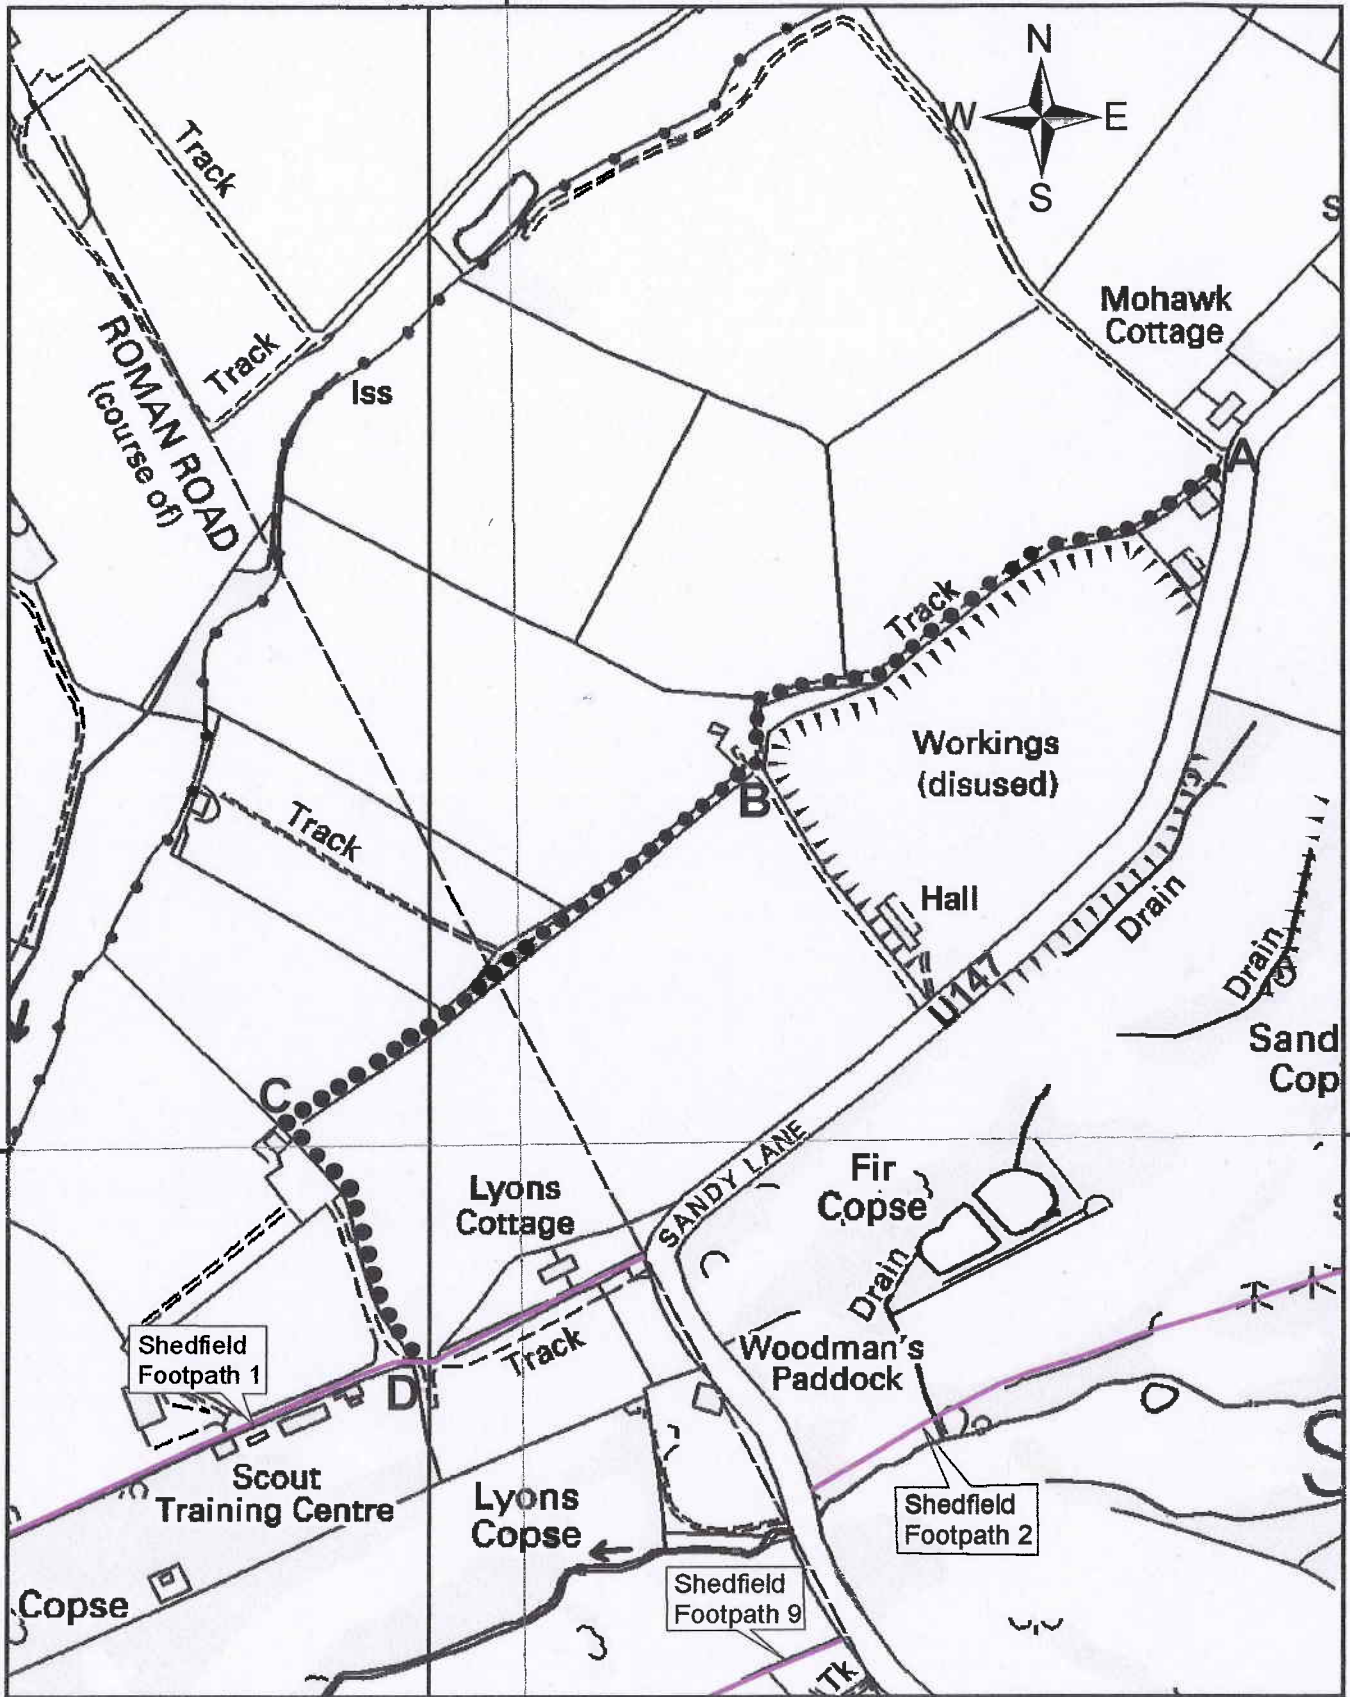 N
W
E
S
S
Track
Mohawk
Cottage
Track
ROMAN ROAD
(course of)
Iss
A
Track
Workings
(disused)
B
Track
Hall
Drain
Drain
U147
Sand
Cop
C
SANDY LANE
Fir
Copse
Lyons
Cottage
S
Drain
Shedfield
Footpath 1
Track
Woodman's
Paddock
D
Scout
Training Centre
Lyons
Copse
S
Shedfield
Footpath 2
Shedfield
Footpath 9
Copse
Tk